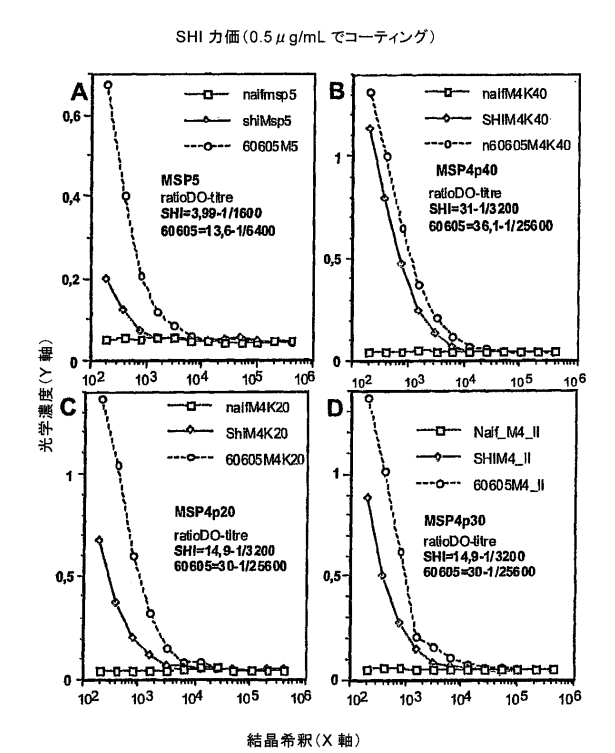 SHI 力価(0.5μg/mL でコーティング)
A
naifmsp5
shiMsp5
60605M5
MSP5
ratioDO-titre
SHI=3,99-1/1600
60605=13,6-1/6400
0,6
0,4
0,2
0
10² 10³ 10⁴ 10⁵ 10⁶
B
naifM4K40
SHIM4K40
n60605M4K40
MSP4p40
ratioDO-titre
SHI=31-1/3200
60605=36,1-1/25600
1
0,5
0
10² 10³ 10⁴ 10⁵ 10⁶
C
naifM4K20
ShiM4K20
60605M4K20
MSP4p20
ratioDO-titre
SHI=14,9-1/3200
60605=30-1/25600
1
0,5
0
10² 10³ 10⁴ 10⁵ 10⁶
D
Naif_M4_II
SHIM4_II
60605M4_II
MSP4p30
ratioDO-titre
SHI=14,9-1/3200
60605=30-1/25600
1
0,5
0
10² 10³ 10⁴ 10⁵ 10⁶
光学濃度(Y 軸)
結晶希釈(X 軸)